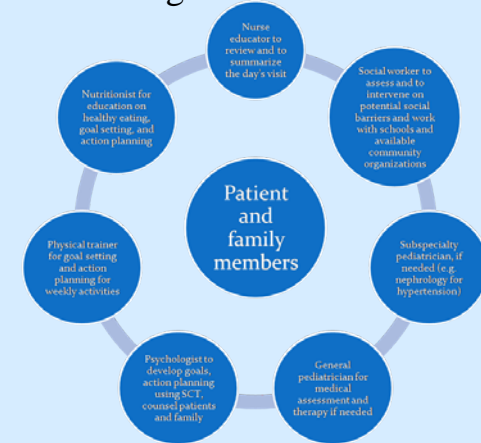 Nurse
educator to
review and to
summarize
the day's visit
Social worker to
assess and to
intervene on
potential social
barriers and work
with schools and
available
community
organizations
Subspecialty
pediatrician, if
needed (e.g.
nephrology for
hypertension)
General
pediatrician for
medical
assessment and
therapy if needed
Psychologist to
develop goals,
action planning
using SCT,
counsel patients
and family
Physical trainer
for goal setting
and action
planning for
weekly activities
Nutritionist for
education on
healthy eating,
goal setting, and
action planning
Patient
and
family
members